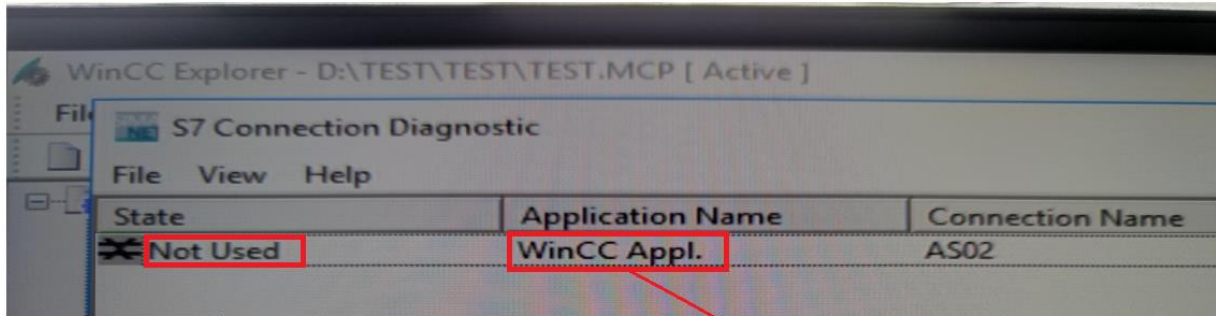 WinCC Explorer - D:\TEST\TEST\TEST.MCP [ Active ]
S7 Connection Diagnostic
File View Help
State Application Name Connection Name
Not Used WinCC Appl. AS02